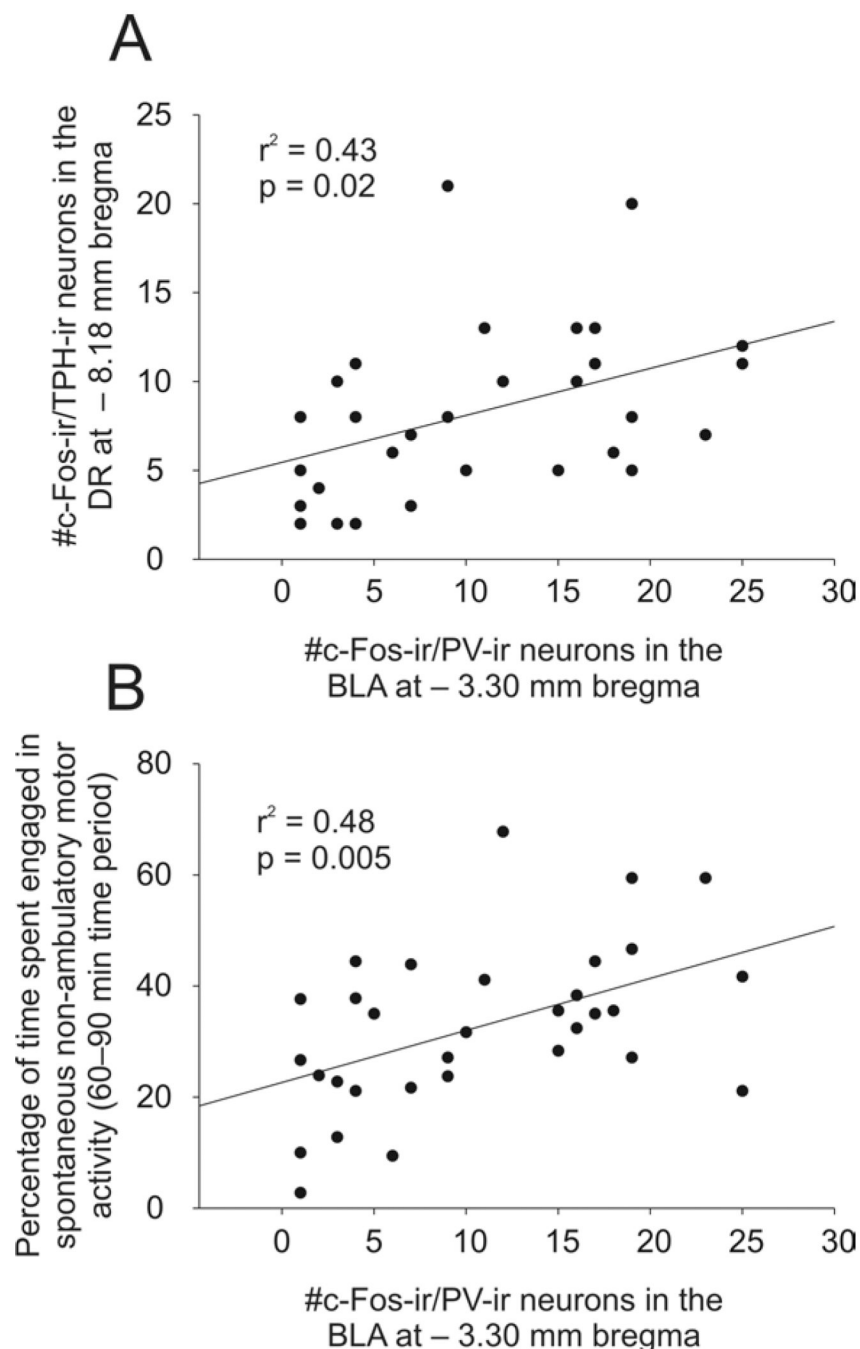 A
#c-Fos-ir/TPH-ir neurons in the
DR at – 8.18 mm bregma
25
20
15
10
5
0
r² = 0.43
p = 0.02
0 5 10 15 20 25 30
#c-Fos-ir/PV-ir neurons in the
BLA at – 3.30 mm bregma
B
Percentage of time spent engaged in
spontaneous non-ambulatory motor
activity (60–90 min time period)
80
60
40
20
0
r² = 0.48
p = 0.005
0 5 10 15 20 25 30
#c-Fos-ir/PV-ir neurons in the
BLA at – 3.30 mm bregma